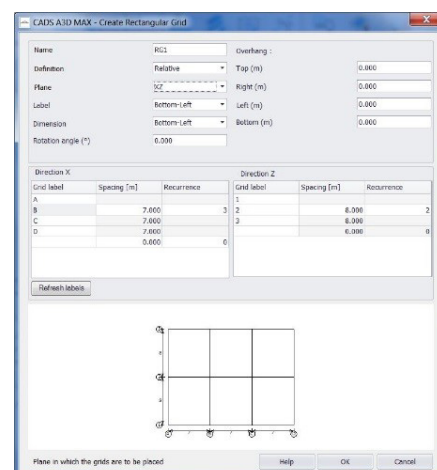 CADS A3D MAX - Create Rectangular Grid
Name RG1 Overhang :
Definition Relative Top (m) 0.000
Plane XZ Right (m) 0.000
Label Bottom-Left Left (m) 0.000
Dimension Bottom-Left Bottom (m) 0.000
Rotation angle (°) 0.000
Direction X Direction Z
Grid label Spacing [m] Recurrence Grid label Spacing [m] Recurrence
A 1
B 7.000 3 2 8.000 2
C 7.000 3 8.000
D 7.000 0.000 0
0.000 0
Refresh labels
Plane in which the grids are to be placed Help OK Cancel